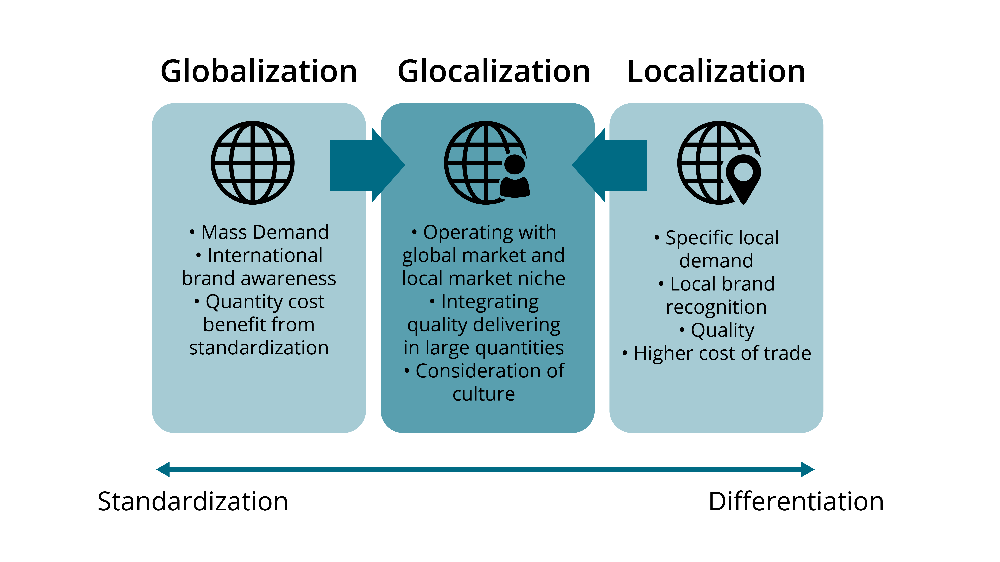 Globalization
Glocalization
Localization
• Mass Demand
• International
brand awareness
• Quantity cost
benefit from
standardization
• Operating with
global market and
local market niche
• Integrating
quality delivering
in large quantities
• Consideration of
culture
• Specific local
demand
• Local brand
recognition
• Quality
• Higher cost of trade
Standardization
Differentiation